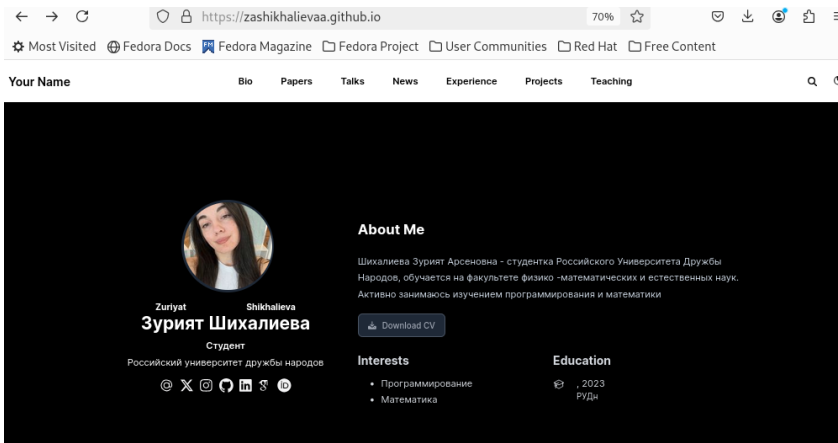 https://zashikhalievaa.github.io
70%
Most Visited Fedora Docs Fedora Magazine Fedora Project User Communities Red Hat Free Content
Your Name Bio Papers Talks News Experience Projects Teaching
About Me
Шихалиева Зурият Арсеновна - студентка Российского Университета Дружбы
Народов, обучается на факультете физико -математических и естественных наук.
Активно занимаюсь изучением программирования и математики
Download CV
Zuriyat Shikhalieva
Зурият Шихалиева
Студент
Российский университет дружбы народов
Interests
Программирование
Математика
Education
, 2023
РУДн